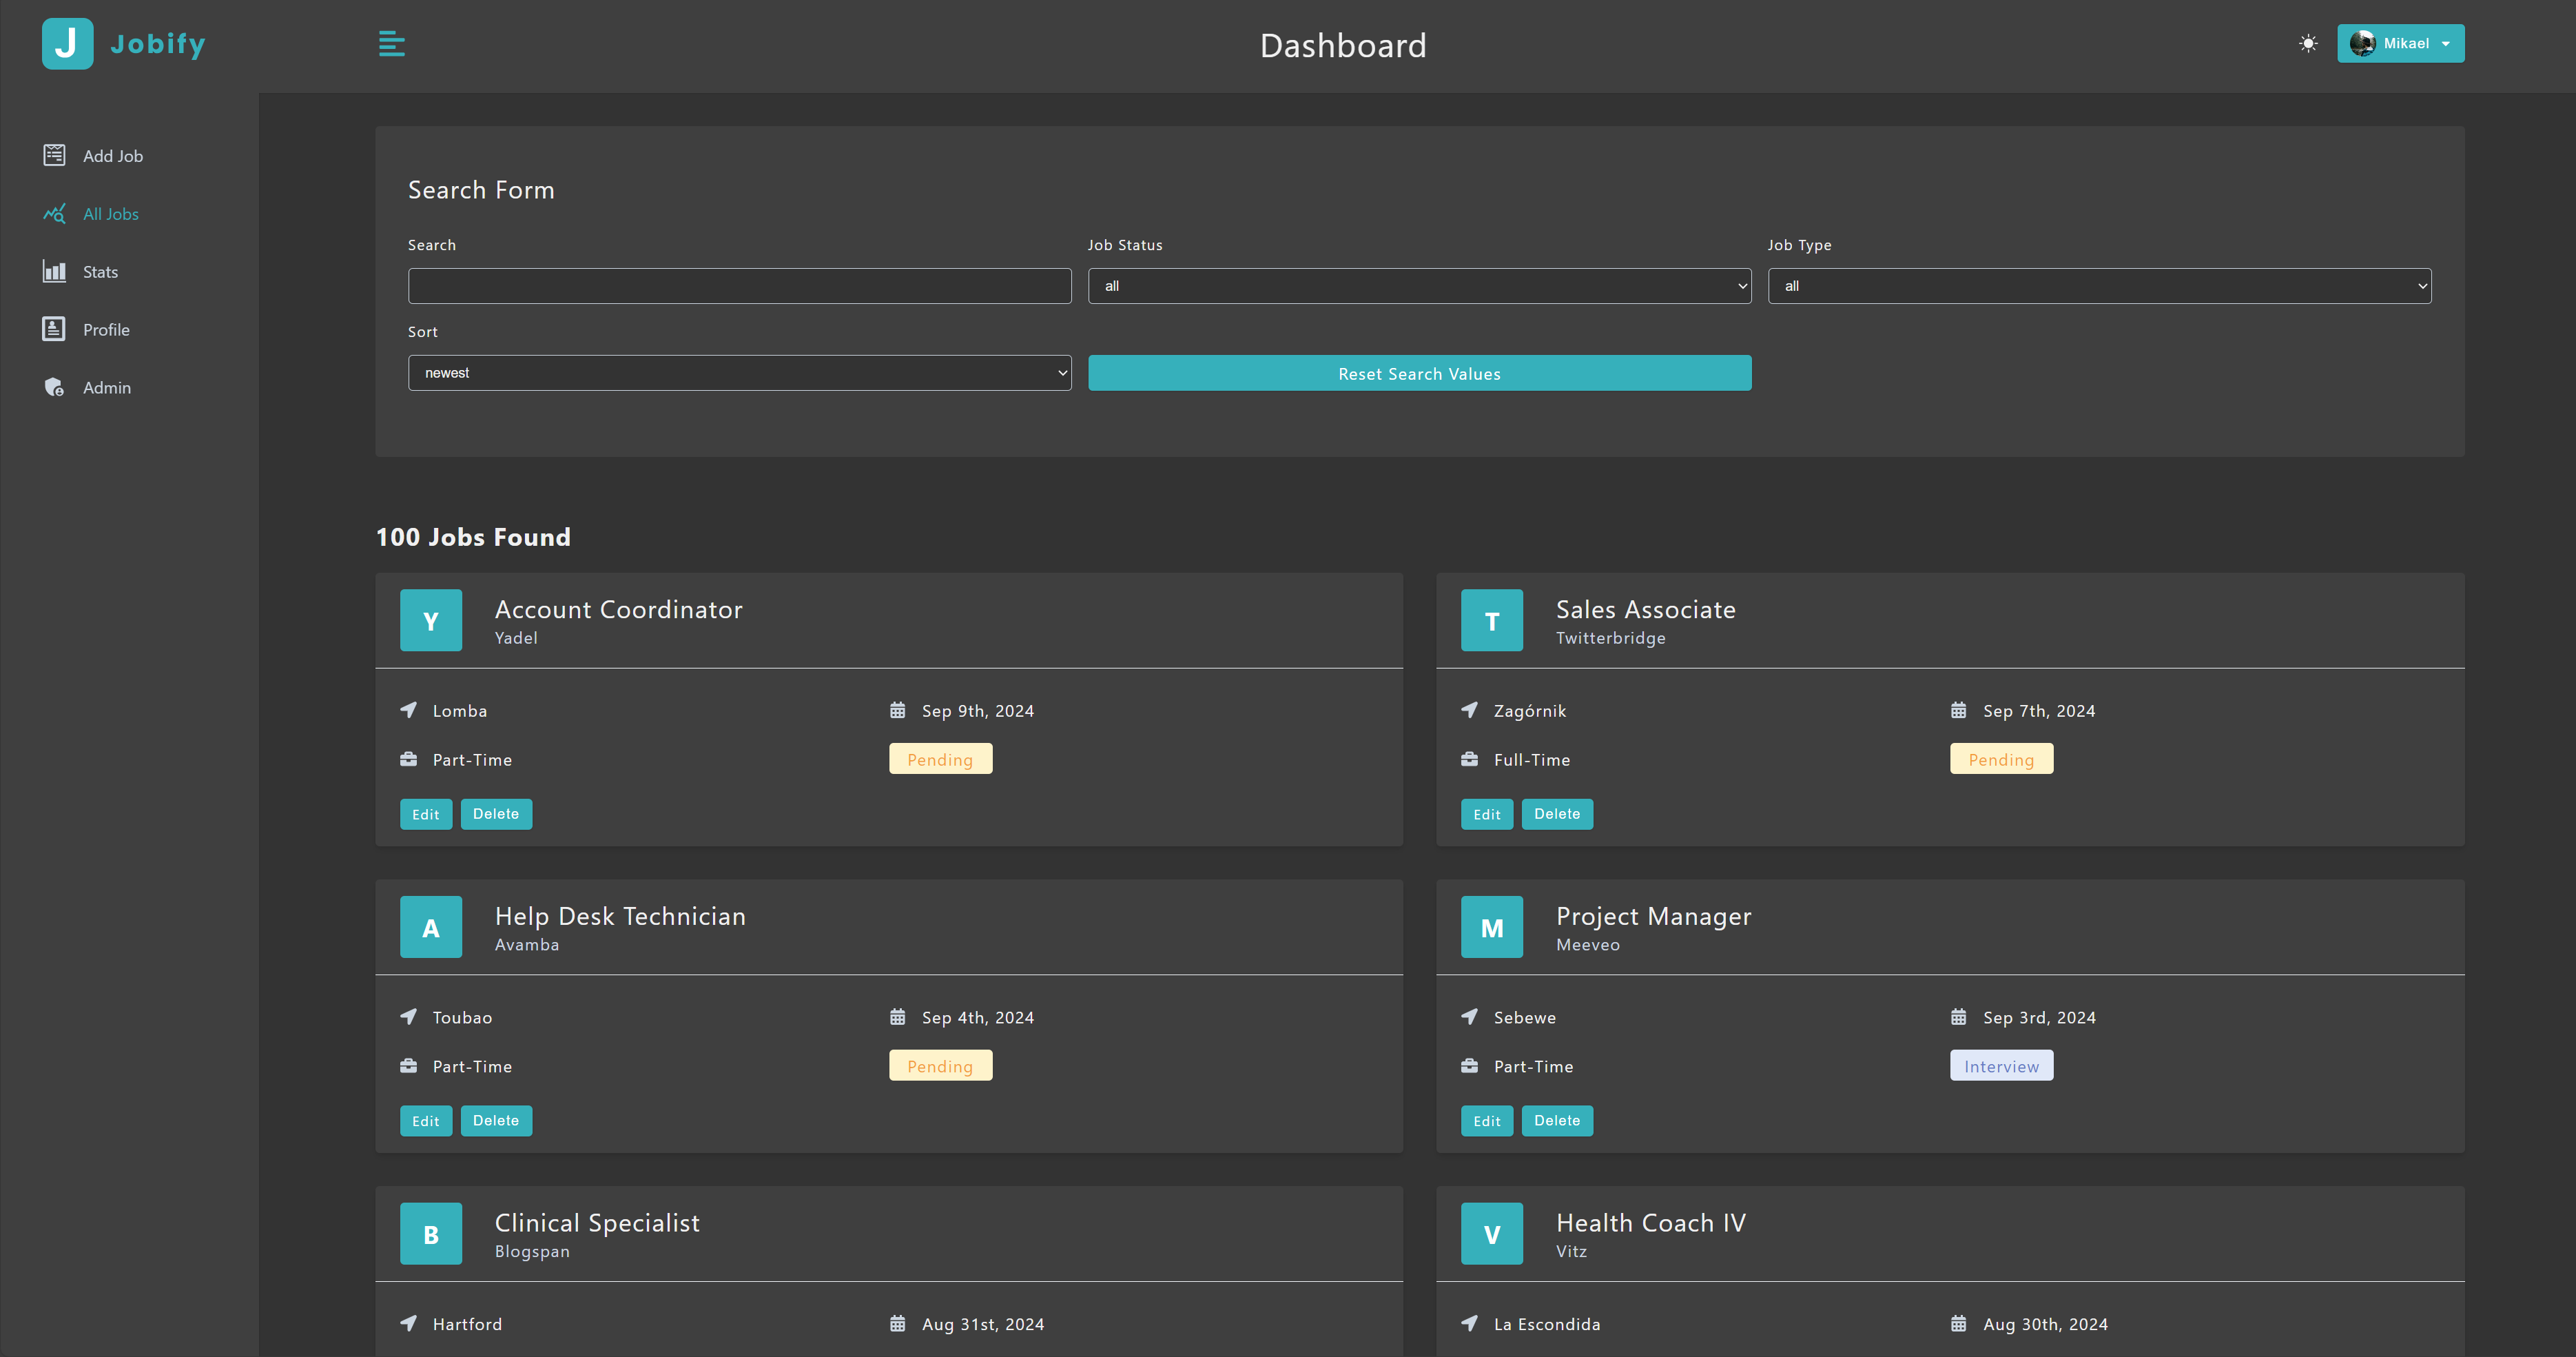 J Jobify
Dashboard
Mikael
Add Job
All Jobs
Stats
Profile
Admin
Search Form
Search
Job Status
all
Job Type
all
Sort
newest
Reset Search Values
100 Jobs Found
Y
Account Coordinator
Yadel
Lomba
Sep 9th, 2024
Part-Time
Pending
Edit
Delete
T
Sales Associate
Twitterbridge
Zagórnik
Sep 7th, 2024
Full-Time
Pending
Edit
Delete
A
Help Desk Technician
Avamba
Toubao
Sep 4th, 2024
Part-Time
Pending
Edit
Delete
M
Project Manager
Meeveo
Sebewe
Sep 3rd, 2024
Part-Time
Interview
Edit
Delete
B
Clinical Specialist
Blogspan
Hartford
Aug 31st, 2024
V
Health Coach IV
Vitz
La Escondida
Aug 30th, 2024